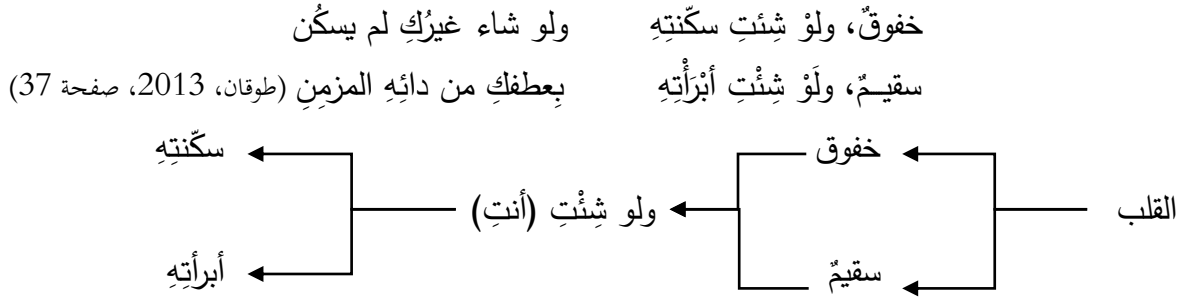 خفوقٌ، ولوْ شِئتِ سكّنتِهِ ولو شاء غيرُكِ لم يسكُن
سقيـمٌ، ولَوْ شِئْتِ أبْرَأْتِهِ بِعطفكِ من دائِهِ المزمِنِ (طوقان، 2013، صفحة 37)
خفوق سكّنتِهِ
القلب ولو شِئْتِ (أنتِ)
سقيمٌ أبرأتِهِ